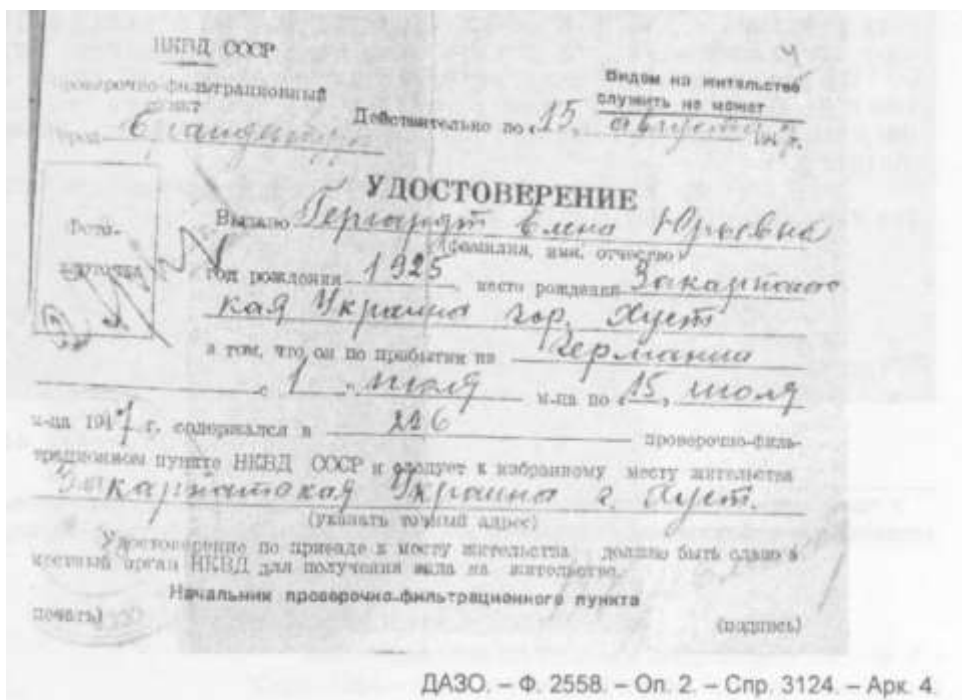 НКВД СССР
проверочно-фильтрационный
пункт
Видом на жительство
служить не может
город
Действительно по „15„ августа 1947г.
УДОСТОВЕРЕНИЕ
Выдано Гергардт Елена Юрьевна
(фамилия, имя, отчество)
Фото-
карточка
год рождения 1925 место рождения Закарпатс
кая Украина гор. Хуст
в том, что он по прибытии из Германии
с „1„ июля м-ца по „15„ июля
м-ца 1947 г. содержался в 226 проверочно-филь-
трационном пункте НКВД СССР и следует к избранному месту жительства
Закарпатская Украина г. Хуст.
(указать точный адрес)
Удостоверение по приезде к месту жительства должно быть сдано в
местный орган НКВД для получения вида на жительство.
Начальник проверочно-фильтрационного пункта
печать)
(подпись)
ДАЗО. – Ф. 2558. – Оп. 2. – Спр. 3124. – Арк. 4.